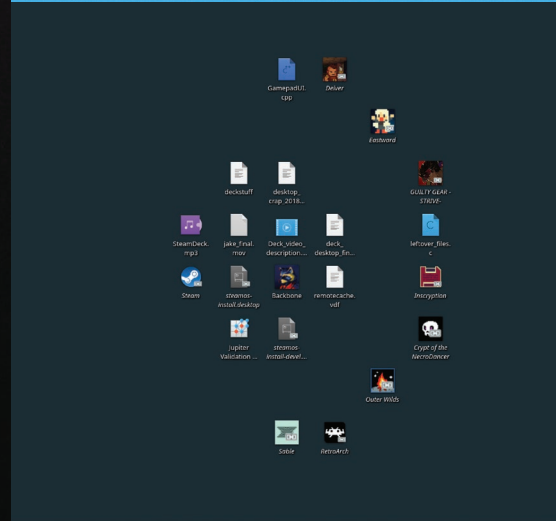 GamepadUI.
cpp
Delver
Eastward
deckstuff
desktop_
crap_2018...
GUILTY GEAR -
STRIVE-
SteamDeck.
mp3
jake_final.
mov
Deck_video_
description....
deck_
desktop_fin...
leftover_files.
c
Steam
steamos-
install.desktop
Backbone
remotecache.
vdf
Inscryption
Jupiter
Validation ...
steamos-
install-devel...
Crypt of the
NecroDancer
Outer Wilds
Sable
RetroArch